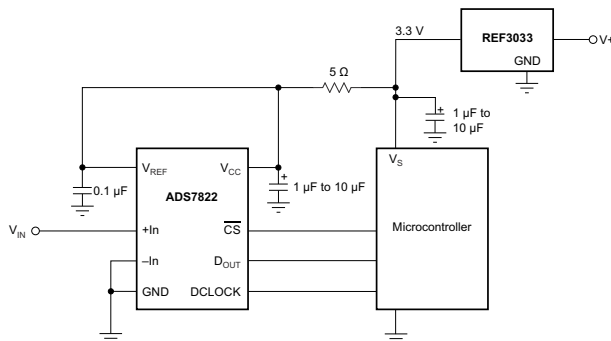 3.3 V
REF3033
GND
V+
5 Ω
1 µF to
10 µF
V_REF
V_CC
V_S
0.1 µF
ADS7822
1 µF to 10 µF
V_IN
+In
C̅S̅
Microcontroller
–In
D_OUT
GND
DCLOCK